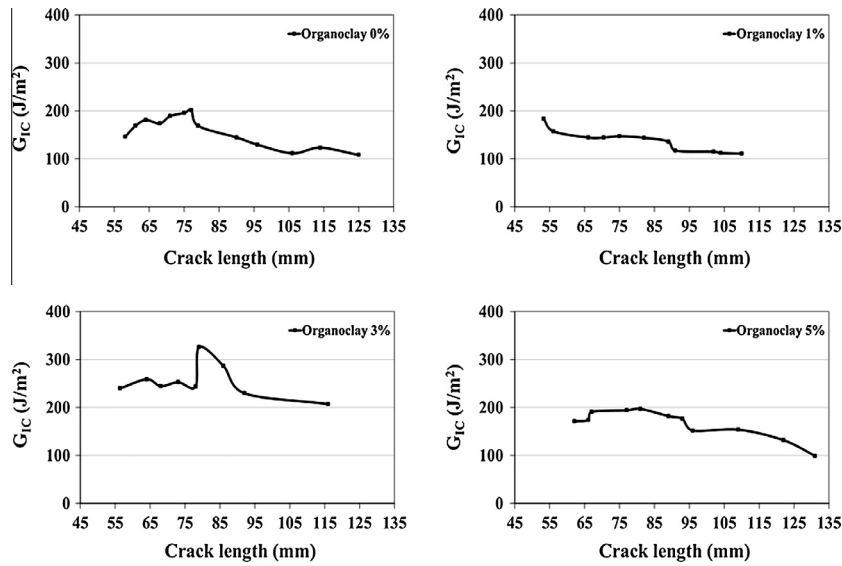 400
300
200
100
0
G_IC (J/m²)
Organoclay 0%
45 55 65 75 85 95 105 115 125 135
Crack length (mm)
400
300
200
100
0
G_IC (J/m²)
Organoclay 1%
45 55 65 75 85 95 105 115 125 135
Crack length (mm)
400
300
200
100
0
G_IC (J/m²)
Organoclay 3%
45 55 65 75 85 95 105 115 125 135
Crack length (mm)
400
300
200
100
0
G_IC (J/m²)
Organoclay 5%
45 55 65 75 85 95 105 115 125 135
Crack length (mm)